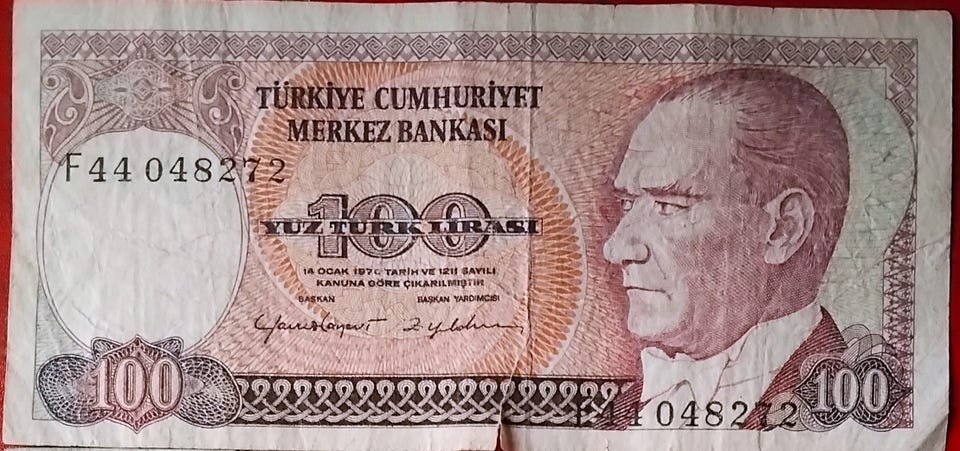 TÜRKİYE CUMHURİYET
MERKEZ BANKASI
F44 048272
100
YÜZ TÜRK LİRASI
14 OCAK 1970 TARİH VE 1211 SAYILI
KANUNA GÖRE ÇIKARILMIŞTIR
BAŞKAN BAŞKAN YARDIMCISI
100
F44 048272
100